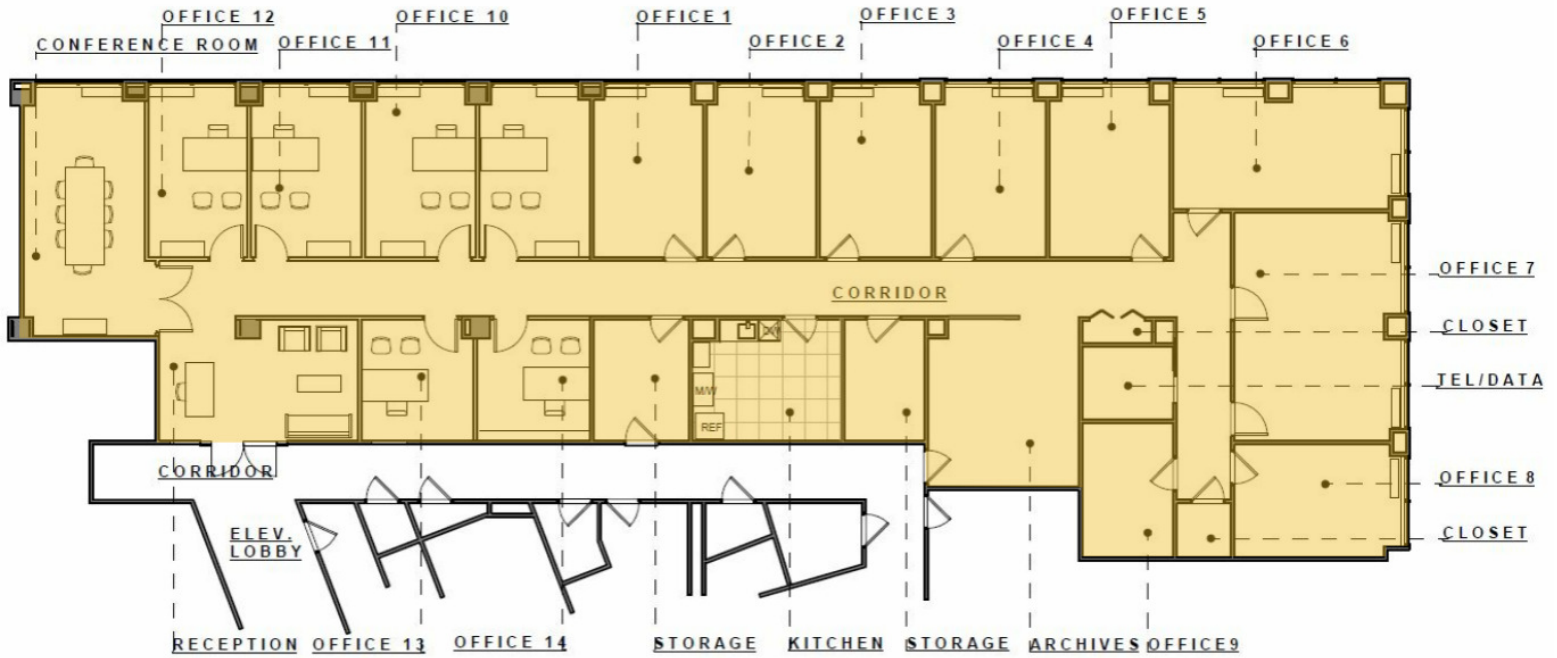 OFFICE 12
OFFICE 10
OFFICE 1
OFFICE 3
OFFICE 5
CONFERENCE ROOM
OFFICE 11
OFFICE 2
OFFICE 4
OFFICE 6
OFFICE 7
CORRIDOR
CLOSET
D/W
TEL/DATA
M/W
REF
CORRIDOR
OFFICE 8
ELEV.
LOBBY
CLOSET
RECEPTION
OFFICE 13
OFFICE 14
STORAGE
KITCHEN
STORAGE
ARCHIVES
OFFICE9